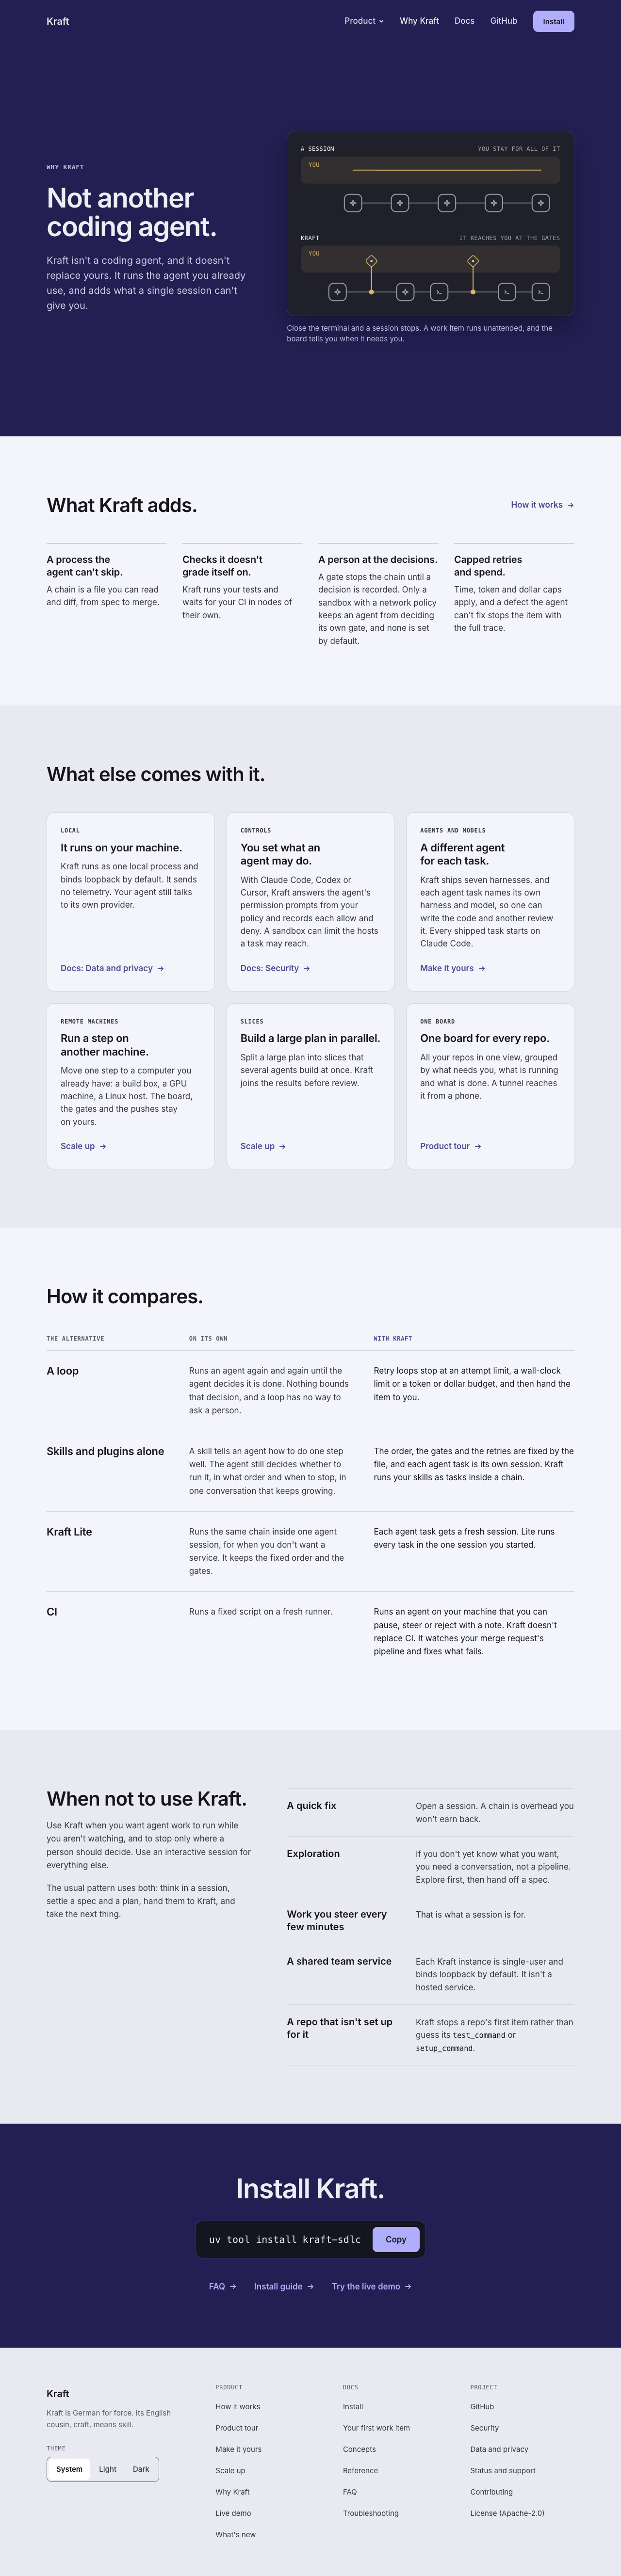 Kraft
Product
Why Kraft
Docs
GitHub
Install
WHY KRAFT
Not another
coding agent.
Kraft isn't a coding agent, and it doesn't
replace yours. It runs the agent you already
use, and adds what a single session can't
give you.
A SESSION
YOU STAY FOR ALL OF IT
YOU
KRAFT
IT REACHES YOU AT THE GATES
YOU
Close the terminal and a session stops. A work item runs unattended, and the
board tells you when it needs you.
What Kraft adds.
How it works →
A process the
agent can't skip.
A chain is a file you can read
and diff, from spec to merge.
Checks it doesn't
grade itself on.
Kraft runs your tests and
waits for your CI in nodes of
their own.
A person at the decisions.
A gate stops the chain until a
decision is recorded. Only a
sandbox with a network policy
keeps an agent from deciding
its own gate, and none is set
by default.
Capped retries
and spend.
Time, token and dollar caps
apply, and a defect the agent
can't fix stops the item with
the full trace.
What else comes with it.
LOCAL
It runs on your machine.
Kraft runs as one local process and
binds loopback by default. It sends
no telemetry. Your agent still talks
to its own provider.
Docs: Data and privacy →
CONTROLS
You set what an
agent may do.
With Claude Code, Codex or
Cursor, Kraft answers the agent's
permission prompts from your
policy and records each allow and
deny. A sandbox can limit the hosts
a task may reach.
Docs: Security →
AGENTS AND MODELS
A different agent
for each task.
Kraft ships seven harnesses, and
each agent task names its own
harness and model, so one can
write the code and another review
it. Every shipped task starts on
Claude Code.
Make it yours →
REMOTE MACHINES
Run a step on
another machine.
Move one step to a computer you
already have: a build box, a GPU
machine, a Linux host. The board,
the gates and the pushes stay
on yours.
Scale up →
SLICES
Build a large plan in parallel.
Split a large plan into slices that
several agents build at once. Kraft
joins the results before review.
Scale up →
ONE BOARD
One board for every repo.
All your repos in one view, grouped
by what needs you, what is running
and what is done. A tunnel reaches
it from a phone.
Product tour →
How it compares.
THE ALTERNATIVE
ON ITS OWN
WITH KRAFT
A loop
Runs an agent again and again until the
agent decides it is done. Nothing bounds
that decision, and a loop has no way to
ask a person.
Retry loops stop at an attempt limit, a wall-clock
limit or a token or dollar budget, and then hand the
item to you.
Skills and plugins alone
A skill tells an agent how to do one step
well. The agent still decides whether to
run it, in what order and when to stop, in
one conversation that keeps growing.
The order, the gates and the retries are fixed by the
file, and each agent task is its own session. Kraft
runs your skills as tasks inside a chain.
Kraft Lite
Runs the same chain inside one agent
session, for when you don't want a
service. It keeps the fixed order and the
gates.
Each agent task gets a fresh session. Lite runs
every task in the one session you started.
CI
Runs a fixed script on a fresh runner.
Runs an agent on your machine that you can
pause, steer or reject with a note. Kraft doesn't
replace CI. It watches your merge request's
pipeline and fixes what fails.
When not to use Kraft.
Use Kraft when you want agent work to run while
you aren't watching, and to stop only where a
person should decide. Use an interactive session for
everything else.
The usual pattern uses both: think in a session,
settle a spec and a plan, hand them to Kraft, and
take the next thing.
A quick fix
Open a session. A chain is overhead you
won't earn back.
Exploration
If you don't yet know what you want,
you need a conversation, not a pipeline.
Explore first, then hand off a spec.
Work you steer every
few minutes
That is what a session is for.
A shared team service
Each Kraft instance is single-user and
binds loopback by default. It isn't a
hosted service.
A repo that isn't set up
for it
Kraft stops a repo's first item rather than
guess its test_command or
setup_command.
Install Kraft.
uv tool install kraft-sdlc
Copy
FAQ →
Install guide →
Try the live demo →
Kraft
Kraft is German for force. Its English
cousin, craft, means skill.
THEME
System
Light
Dark
PRODUCT
How it works
Product tour
Make it yours
Scale up
Why Kraft
Live demo
What's new
DOCS
Install
Your first work item
Concepts
Reference
FAQ
Troubleshooting
PROJECT
GitHub
Security
Data and privacy
Status and support
Contributing
License (Apache-2.0)